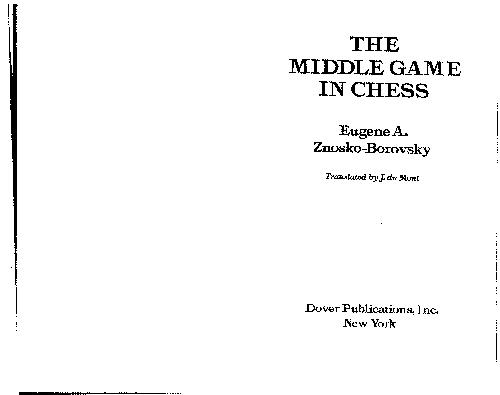 THE
MIDDLE GAME
IN CHESS
Eugene A.
Znosko-Borovsky
Translated by J. du Mont
Dover Publications, Inc.
New York